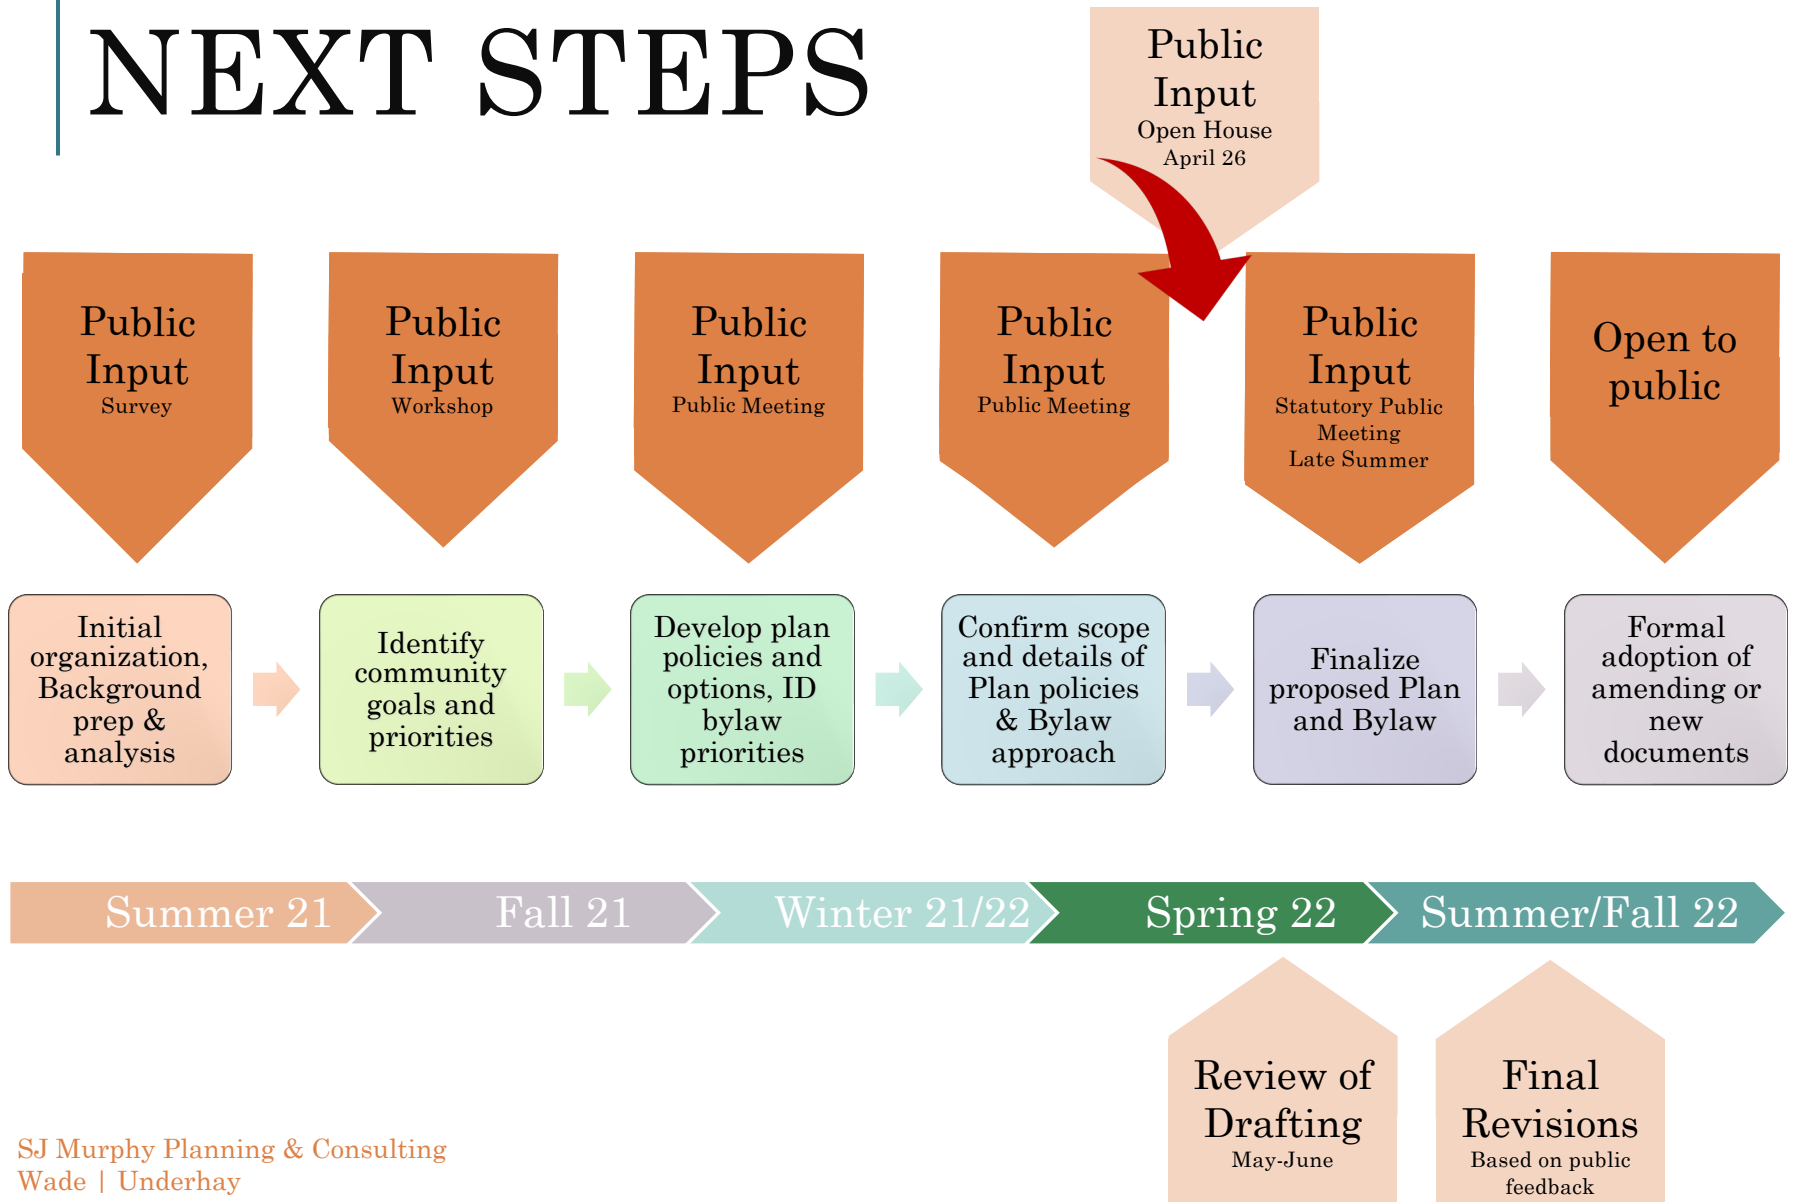 NEXT STEPS
Public
Input
Open House
April 26
Public
Input
Survey
Public
Input
Workshop
Public
Input
Public Meeting
Public
Input
Public Meeting
Public
Input
Statutory Public
Meeting
Late Summer
Open to
public
Initial
organization,
Background
prep &
analysis
Identify
community
goals and
priorities
Develop plan
policies and
options, ID
bylaw
priorities
Confirm scope
and details of
Plan policies
& Bylaw
approach
Finalize
proposed Plan
and Bylaw
Formal
adoption of
amending or
new
documents
Summer 21
Fall 21
Winter 21/22
Spring 22
Summer/Fall 22
Review of
Drafting
May-June
Final
Revisions
Based on public
feedback
SJ Murphy Planning & Consulting
Wade | Underhay